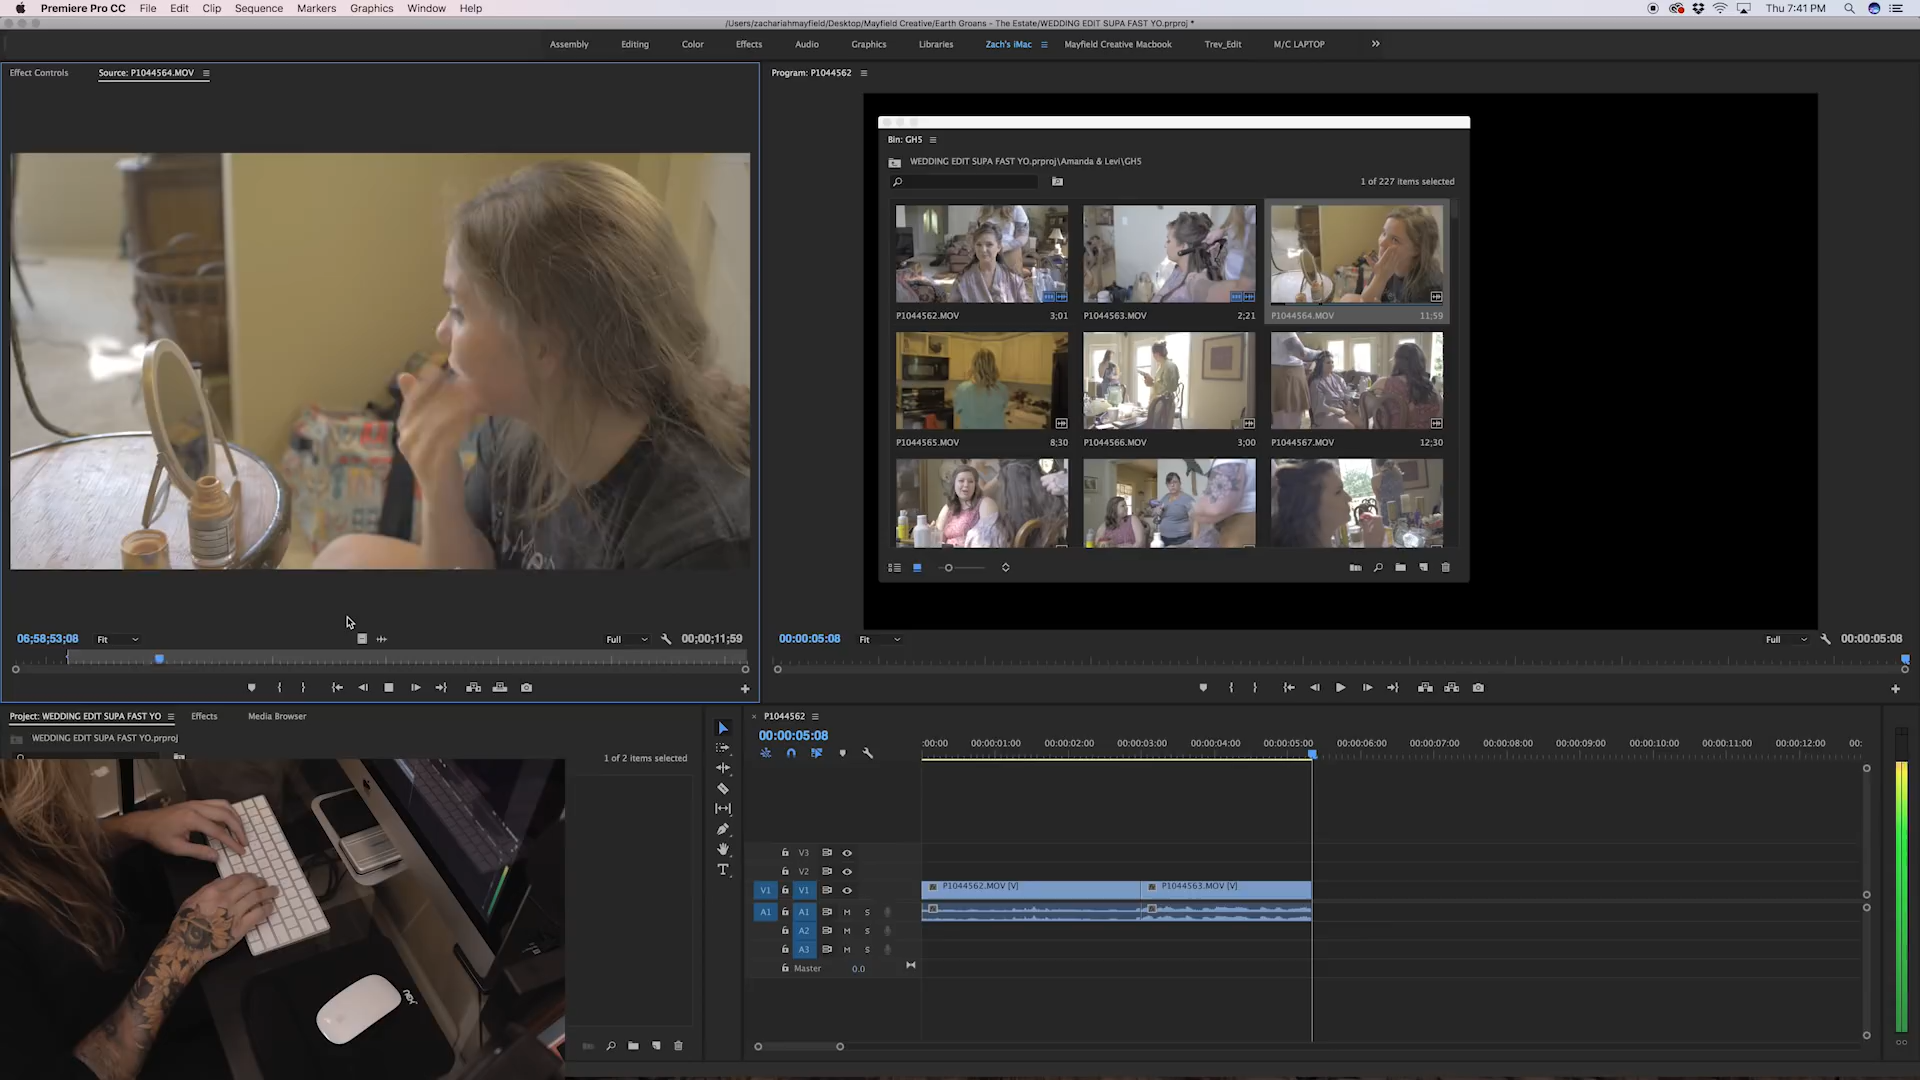 Premiere Pro CC File Edit Clip Sequence Markers Graphics Window Help
Thu 7:41 PM
/Users/zachariahmayfield/Desktop/Mayfield Creative/Earth Groans - The Estate/WEDDING EDIT SUPA FAST YO.prproj *
Assembly Editing Color Effects Audio Graphics Libraries Zach's iMac Mayfield Creative Macbook Trev_Edit M/C LAPTOP
Effect Controls Source: P1044564.MOV
Program: P1044562
Bin: GH5
WEDDING EDIT SUPA FAST YO.prproj\Amanda & Levi\GH5
1 of 227 items selected
P1044562.MOV 3;01 P1044563.MOV 2;21 P1044564.MOV 11;59
P1044565.MOV 8;30 P1044566.MOV 3;00 P1044567.MOV 12;30
06;58;53;08 Fit Full 00;00;11;59
00:00:05:08 Fit Full 00:00:05:08
Project: WEDDING EDIT SUPA FAST YO Effects Media Browser
WEDDING EDIT SUPA FAST YO.prproj
1 of 2 items selected
P1044562
00:00:05:08
:00:00 00:00:01:00 00:00:02:00 00:00:03:00 00:00:04:00 00:00:05:00 00:00:06:00 00:00:07:00 00:00:08:00 00:00:09:00 00:00:10:00 00:00:11:00 00:00:12:00 00:
V3
V2
V1 V1 P1044562.MOV [V] P1044563.MOV [V]
A1 A1 M S
A2 M S
A3 M S
Master 0.0